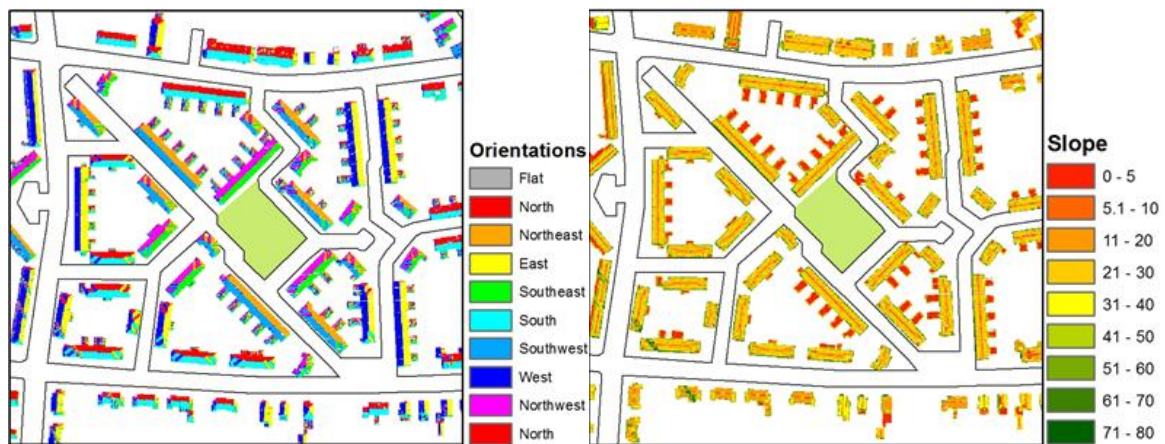 Orientations
Flat
North
Northeast
East
Southeast
South
Southwest
West
Northwest
North
Slope
0 - 5
5.1 - 10
11 - 20
21 - 30
31 - 40
41 - 50
51 - 60
61 - 70
71 - 80